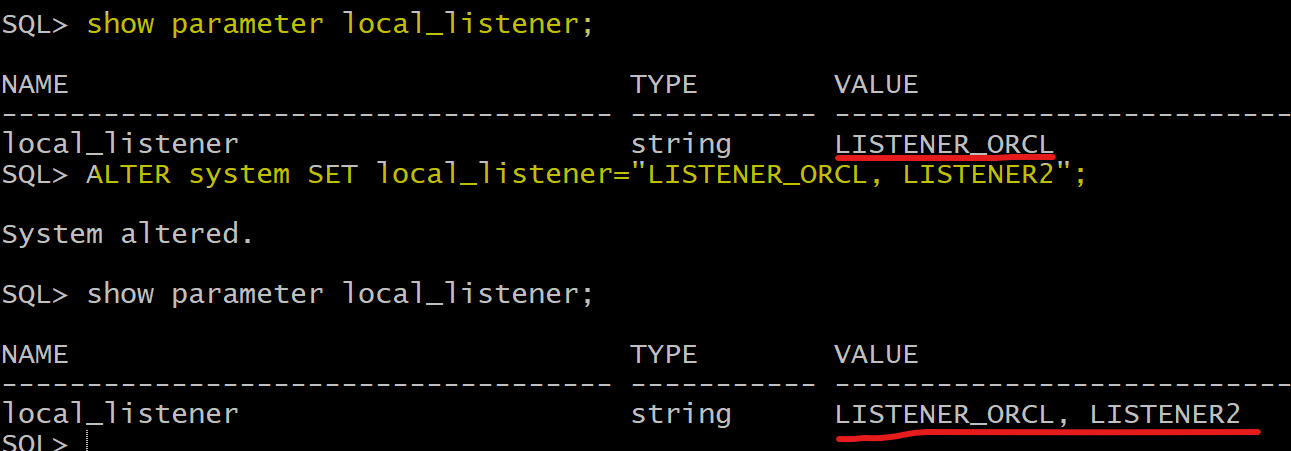 SQL> show parameter local_listener;
NAME TYPE VALUE
------------------------------------ ----------- ---------------------------
local_listener string LISTENER_ORCL
SQL> ALTER system SET local_listener="LISTENER_ORCL, LISTENER2";
System altered.
SQL> show parameter local_listener;
NAME TYPE VALUE
------------------------------------ ----------- ---------------------------
local_listener string LISTENER_ORCL, LISTENER2
SQL>